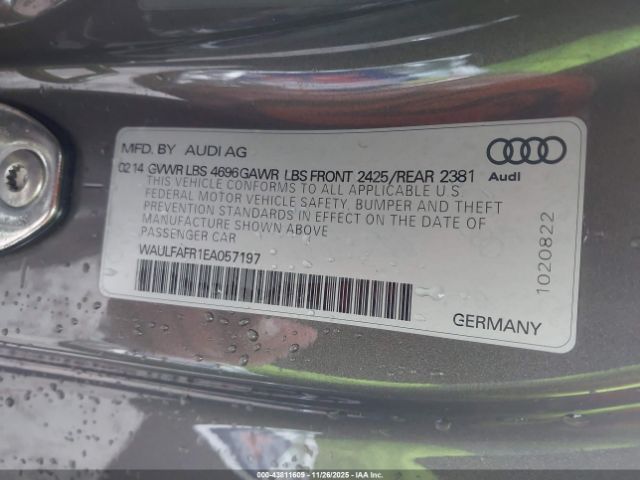 MFD. BY AUDI AG
02 14 GVWR LBS 4696 GAWR LBS FRONT 2425/REAR 2381
THIS VEHICLE CONFORMS TO ALL APPLICABLE U S
FEDERAL MOTOR VEHICLE SAFETY, BUMPER AND THEFT
PREVENTION STANDARDS IN EFFECT ON THE DATE OF
MANUFACTURE SHOWN ABOVE
PASSENGER CAR
WAULFAFR1EA057197
Audi
1020822
GERMANY
000-43811609 - 11/26/2025 - IAAI.com